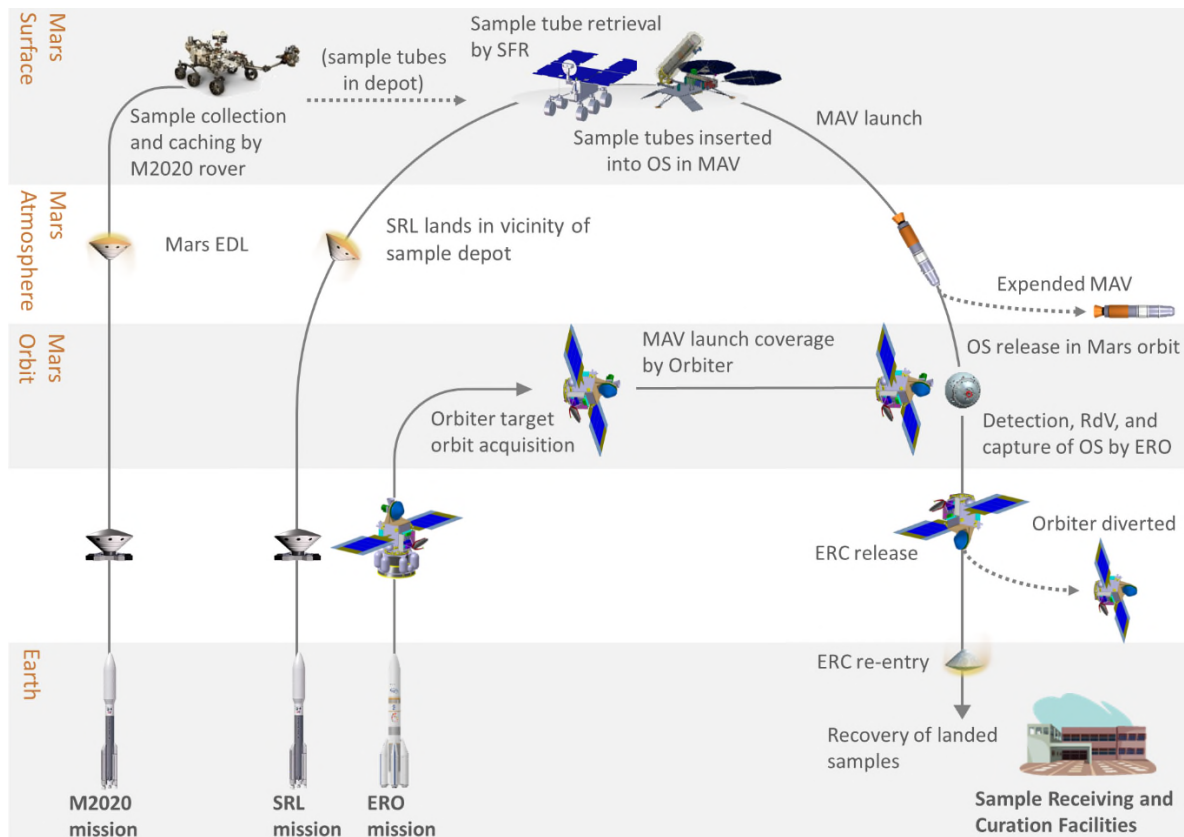 Mars
Surface
Sample collection
and caching by
M2020 rover
(sample tubes
in depot)
Sample tube retrieval
by SFR
Sample tubes inserted
into OS in MAV
MAV launch
Mars
Atmosphere
Mars EDL
SRL lands in vicinity of
sample depot
Expended MAV
Mars
Orbit
Orbiter target
orbit acquisition
MAV launch coverage
by Orbiter
OS release in Mars orbit
Detection, RdV, and
capture of OS by ERO
ERC release
Orbiter diverted
Earth
ERC re-entry
Recovery of landed
samples
M2020
mission
SRL
mission
ERO
mission
Sample Receiving and
Curation Facilities